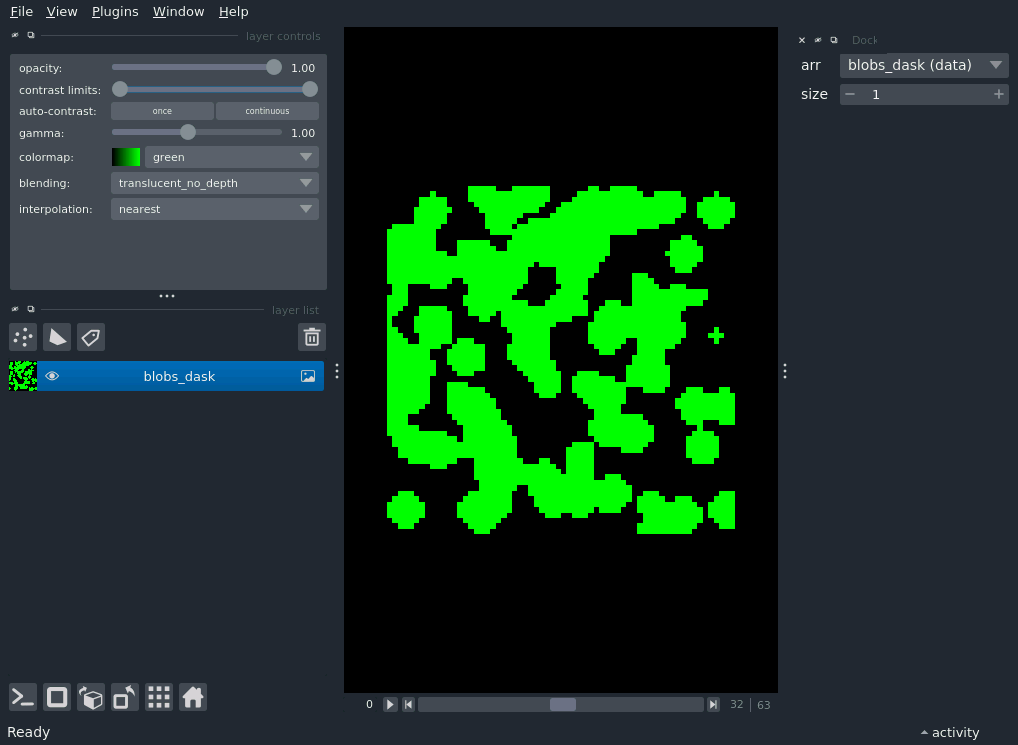 File View Plugins Window Help
layer controls
opacity: 1.00
contrast limits:
auto-contrast: once continuous
gamma: 1.00
colormap: green
blending: translucent_no_depth
interpolation: nearest
layer list
blobs_dask
0 32 63
Dock
arr blobs_dask (data)
size − 1 +
Ready
activity